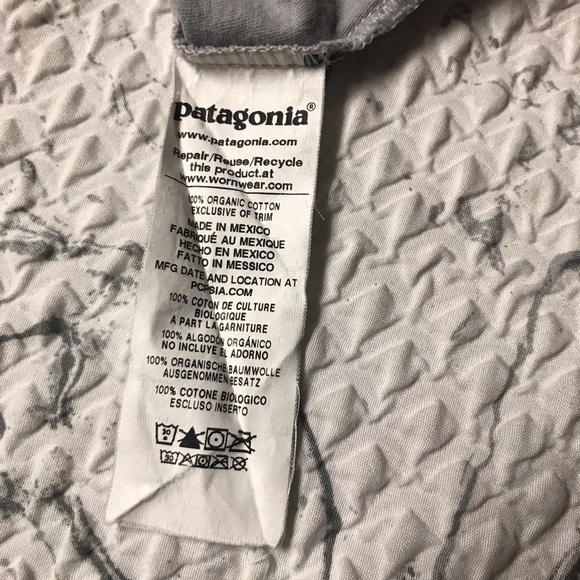 patagonia®
www.patagonia.com
Repair/Reuse/Recycle
this product.at
www.wornwear.com
100% ORGANIC COTTON
EXCLUSIVE OF TRIM
MADE IN MEXICO
FABRIQUÉ AU MEXIQUE
HECHO EN MEXICO
FATTO IN MESSICO
MFG DATE AND LOCATION AT
PCPSIA.COM
100% COTON DE CULTURE
BIOLOGIQUE
A PART LA GARNITURE
100% ALGODÓN ORGÁNICO
NO INCLUYE EL ADORNO
100% ORGANISCHE BAUMWOLLE
AUSGENOMMEN BESATZ
100% COTONE BIOLOGICO
ESCLUSO INSERTO
30
30